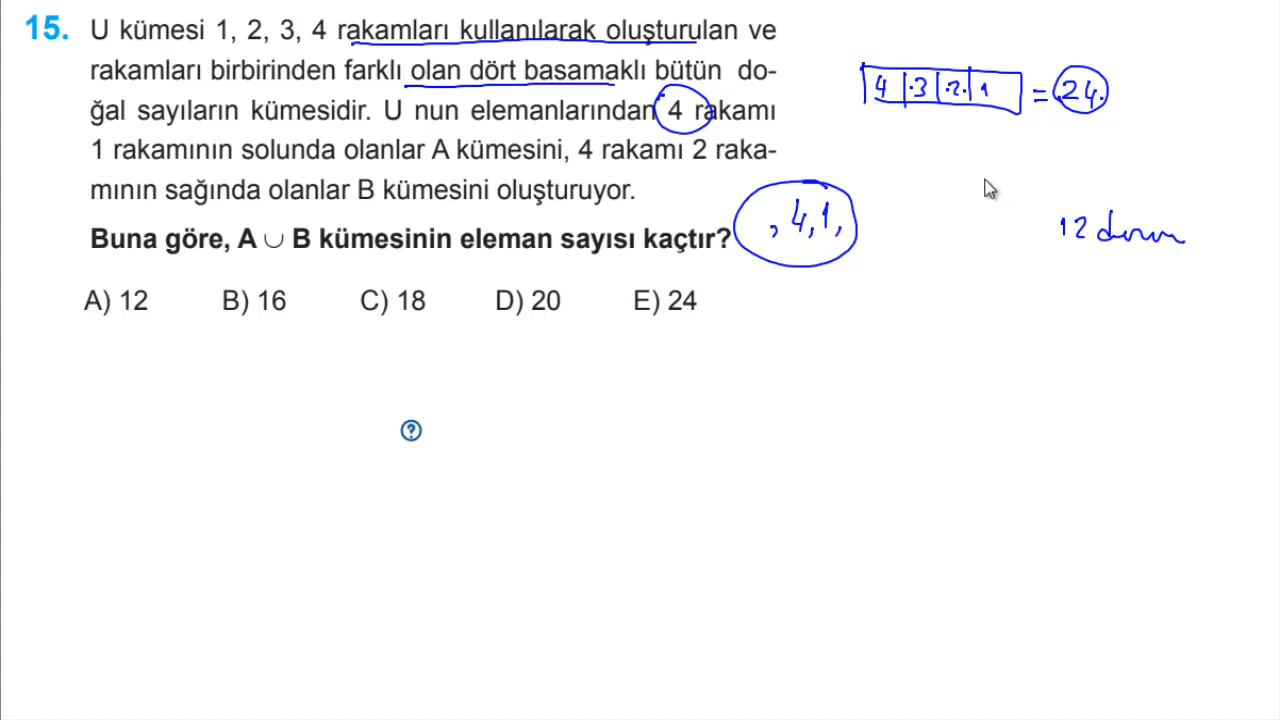 15. U kümesi 1, 2, 3, 4 rakamları kullanılarak oluşturulan ve
rakamları birbirinden farklı olan dört basamaklı bütün do-
ğal sayıların kümesidir. U nun elemanlarından 4 rakamı
1 rakamının solunda olanlar A kümesini, 4 rakamı 2 raka-
mının sağında olanlar B kümesini oluşturuyor.
Buna göre, A ∪ B kümesinin eleman sayısı kaçtır?
A) 12 B) 16 C) 18 D) 20 E) 24
4 . 3 . 2 . 1 = 24.
, 4, 1,
12 durum
?